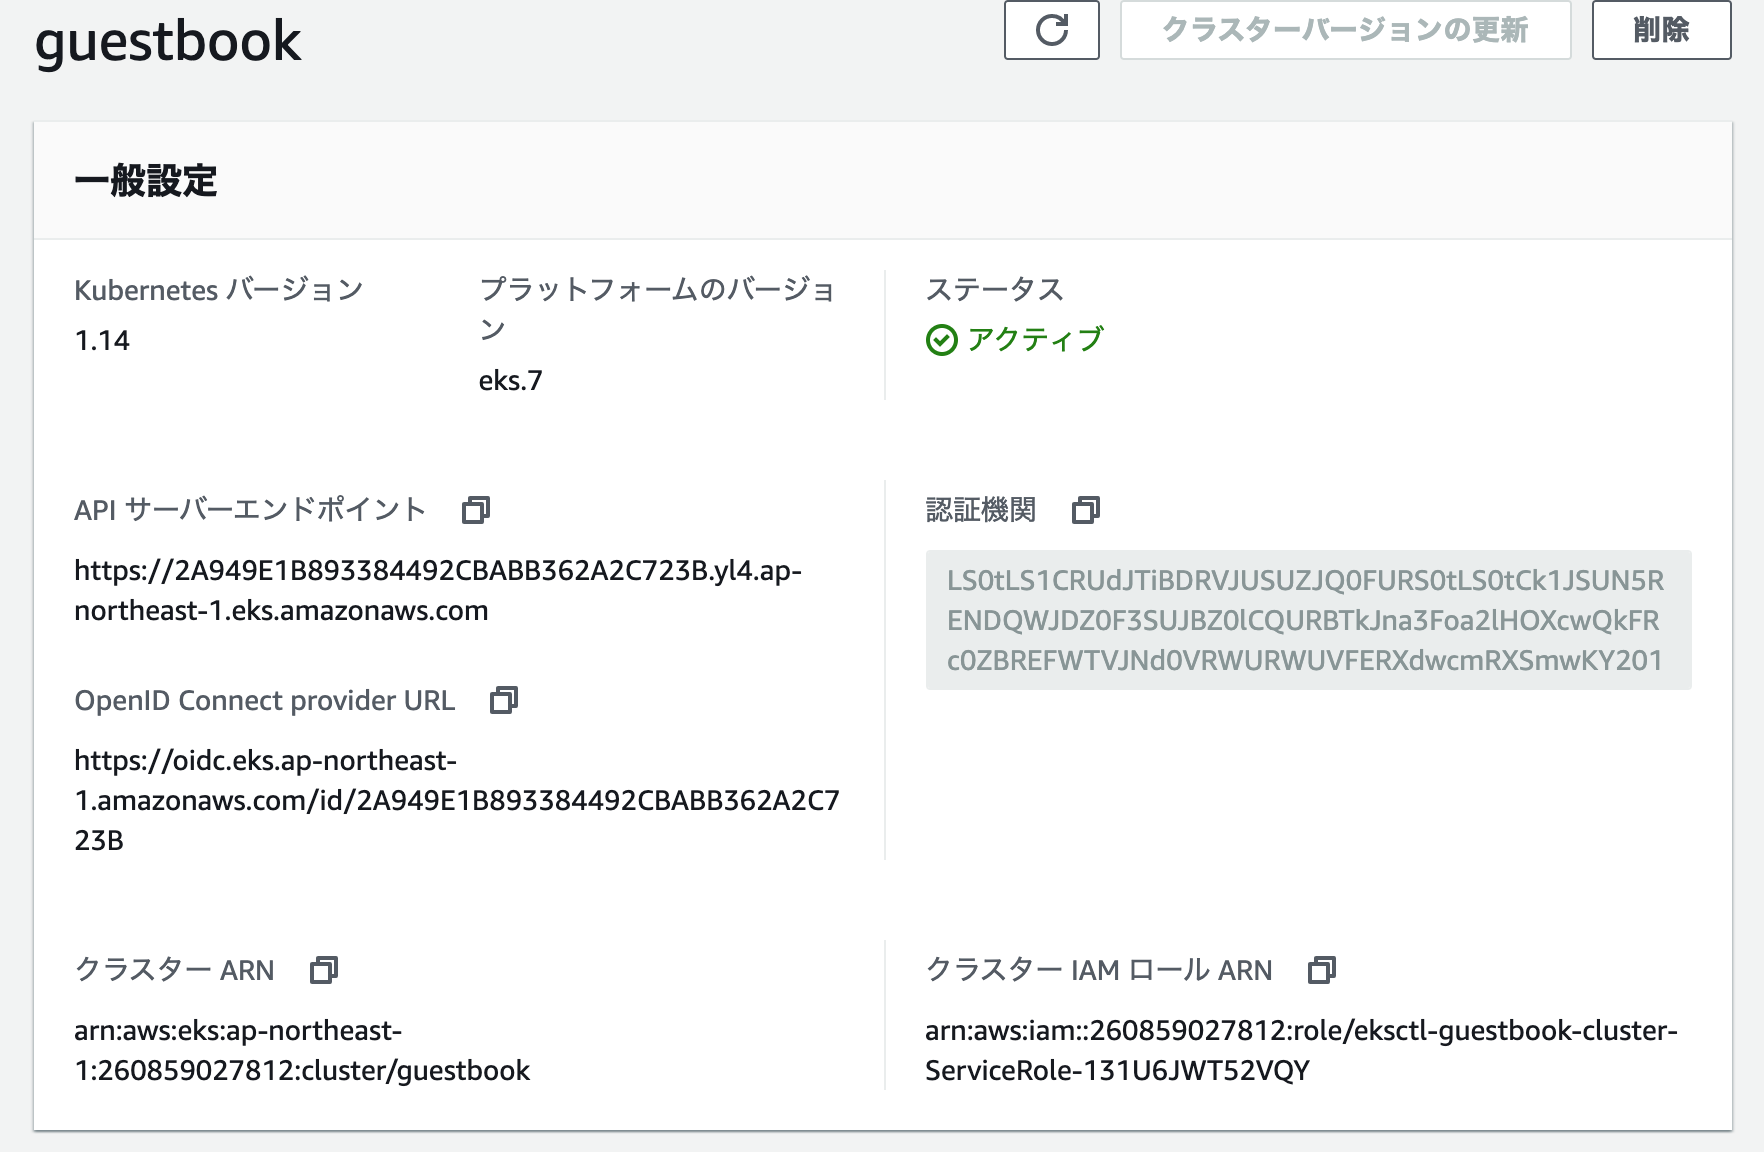 guestbook
クラスターバージョンの更新
削除
一般設定
Kubernetes バージョン
1.14
プラットフォームのバージョ
ン
eks.7
ステータス
アクティブ
API サーバーエンドポイント
https://2A949E1B893384492CBABB362A2C723B.yl4.ap-
northeast-1.eks.amazonaws.com
OpenID Connect provider URL
https://oidc.eks.ap-northeast-
1.amazonaws.com/id/2A949E1B893384492CBABB362A2C7
23B
認証機関
LS0tLS1CRUdJTiBDRVJUSUZJQ0FURS0tLS0tCk1JSUN5R
ENDQWJDZ0F3SUJBZ0lCQURBTkJna3Foa2lHOXcwQkFR
c0ZBREFWTVJNd0VRWURWUVFERXdwcmRXSmwKY201
クラスター ARN
arn:aws:eks:ap-northeast-
1:260859027812:cluster/guestbook
クラスター IAM ロール ARN
arn:aws:iam::260859027812:role/eksctl-guestbook-cluster-
ServiceRole-131U6JWT52VQY